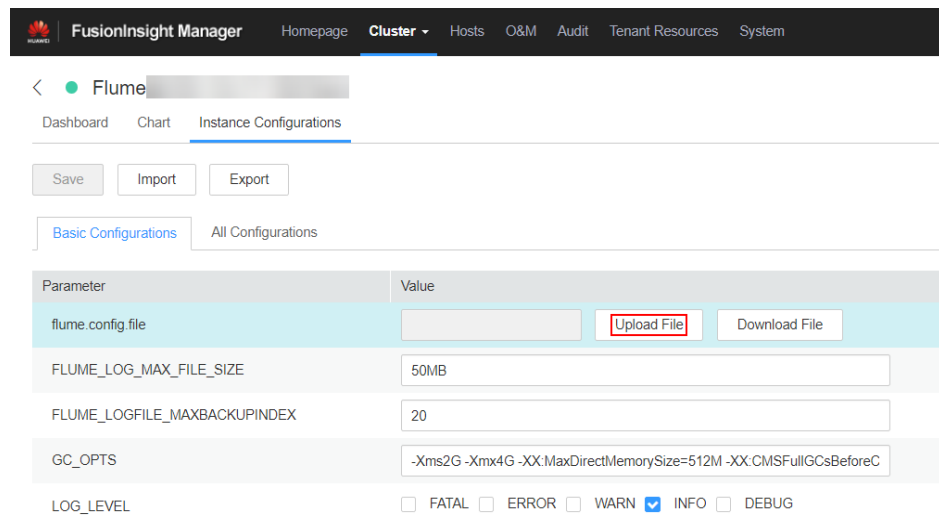 HUAWEI FusionInsight Manager Homepage Cluster Hosts O&M Audit Tenant Resources System
Flume
Dashboard Chart Instance Configurations
Save Import Export
Basic Configurations All Configurations
Parameter Value
flume.config.file Upload File Download File
FLUME_LOG_MAX_FILE_SIZE 50MB
FLUME_LOGFILE_MAXBACKUPINDEX 20
GC_OPTS -Xms2G -Xmx4G -XX:MaxDirectMemorySize=512M -XX:CMSFullGCsBeforeC
LOG_LEVEL FATAL ERROR WARN INFO DEBUG